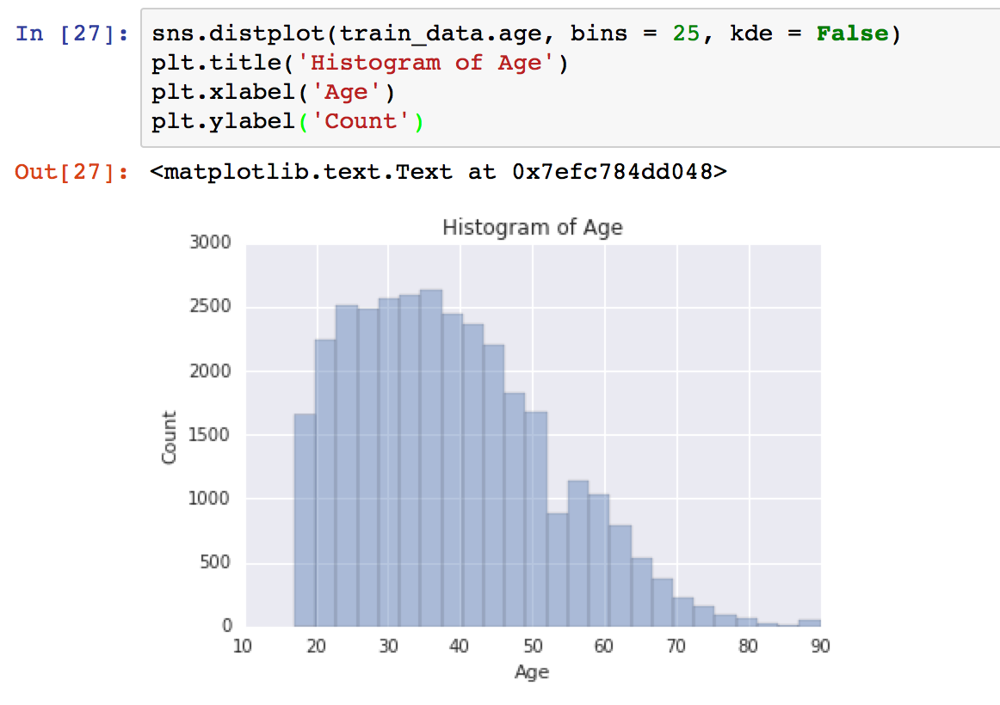 In [27]: sns.distplot(train_data.age, bins = 25, kde = False)
plt.title('Histogram of Age')
plt.xlabel('Age')
plt.ylabel('Count')
Out[27]: <matplotlib.text.Text at 0x7efc784dd048>
Histogram of Age
3000
2500
2000
1500
1000
500
0
Count
10 20 30 40 50 60 70 80 90
Age